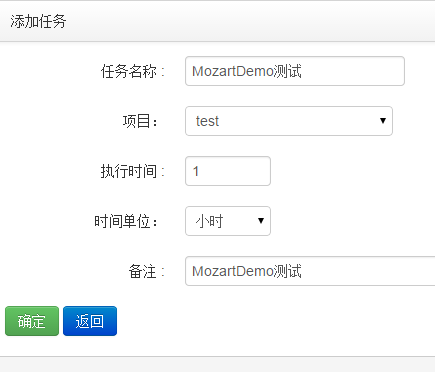 添加任务
任务名称： MozartDemo测试
项目： test
执行时间： 1
时间单位： 小时
备注： MozartDemo测试
确定 返回